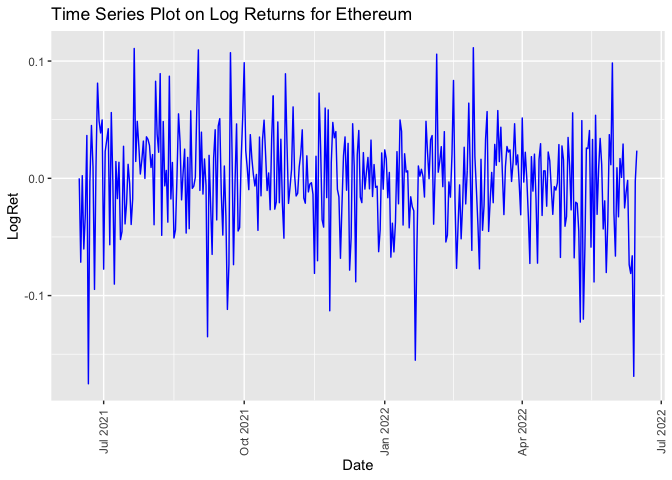 Time Series Plot on Log Returns for Ethereum
0.1
0.0
-0.1
LogRet
Jul 2021
Oct 2021
Jan 2022
Apr 2022
Jul 2022
Date